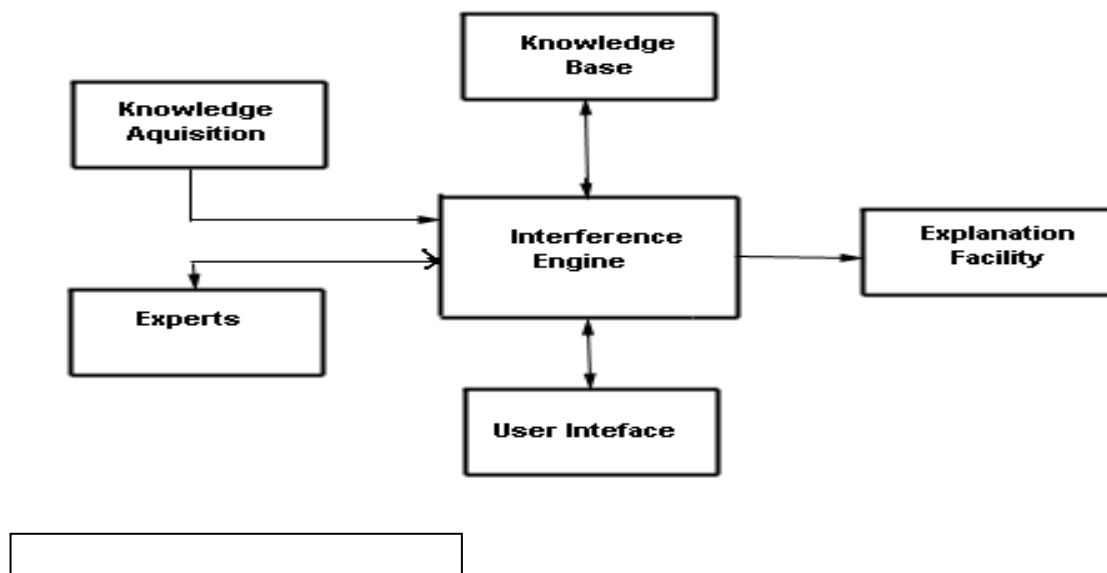 Knowledge
Base
Knowledge
Aquisition
Interference
Engine
Explanation
Facility
Experts
User Inteface